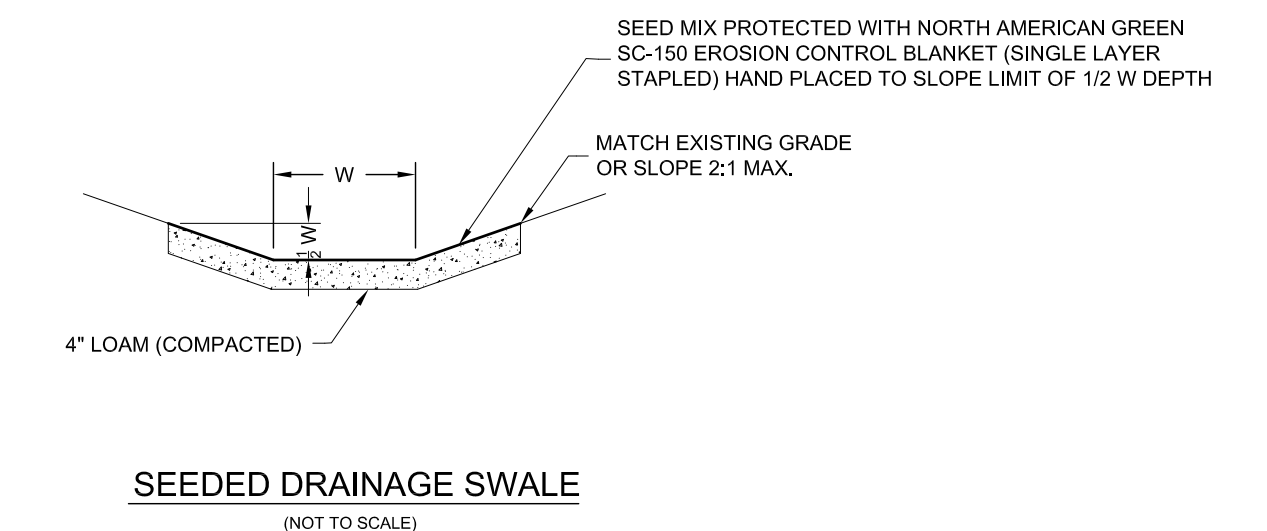 SEED MIX PROTECTED WITH NORTH AMERICAN GREEN
SC-150 EROSION CONTROL BLANKET (SINGLE LAYER
STAPLED) HAND PLACED TO SLOPE LIMIT OF 1/2 W DEPTH
MATCH EXISTING GRADE
OR SLOPE 2:1 MAX.
W
1/2 W
4" LOAM (COMPACTED)
SEEDED DRAINAGE SWALE
(NOT TO SCALE)